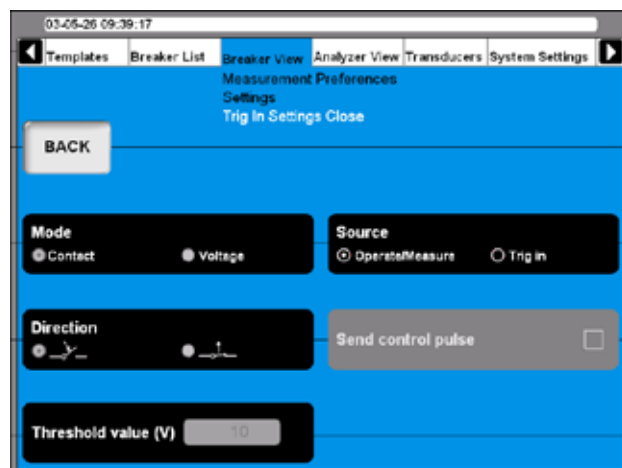 03-05-26 09:39:17
Templates Breaker List Breaker View Analyzer View Transducers System Settings
Measurement Preferences
Settings
Trig In Settings Close
BACK
Mode
Contact Voltage
Source
Operate/Measure Trig in
Direction
Send control pulse
Threshold value (V) 10